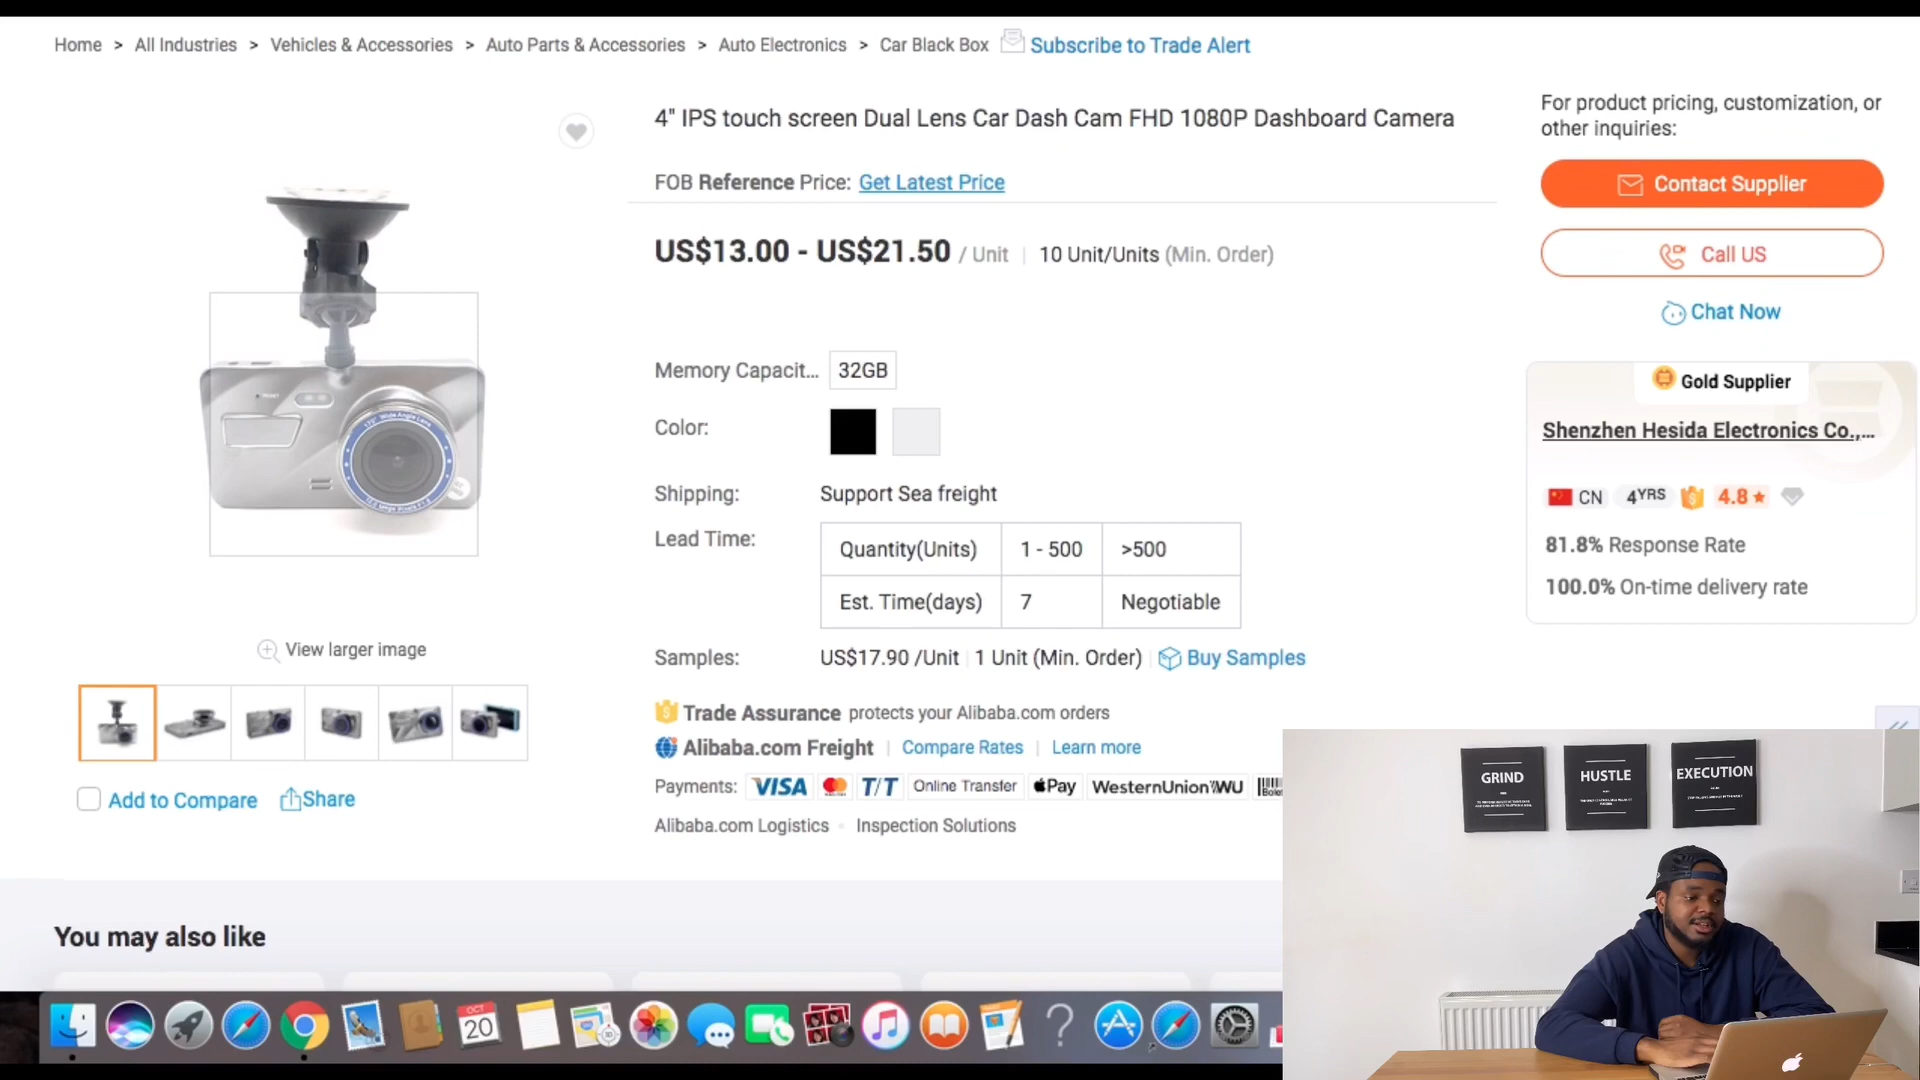 Home > All Industries > Vehicles & Accessories > Auto Parts & Accessories > Auto Electronics > Car Black Box Subscribe to Trade Alert
4" IPS touch screen Dual Lens Car Dash Cam FHD 1080P Dashboard Camera
FOB Reference Price: Get Latest Price
US$13.00 - US$21.50 / Unit | 10 Unit/Units (Min. Order)
Memory Capacit... 32GB
Color:
Shipping: Support Sea freight
Lead Time:
Quantity(Units) 1 - 500 >500
Est. Time(days) 7 Negotiable
Samples: US$17.90 /Unit | 1 Unit (Min. Order) | Buy Samples
Trade Assurance protects your Alibaba.com orders
Alibaba.com Freight | Compare Rates | Learn more
Payments: VISA T/T Online Transfer Pay WesternUnion WU
Alibaba.com Logistics • Inspection Solutions
View larger image
Add to Compare Share
For product pricing, customization, or
other inquiries:
Contact Supplier
Call US
Chat Now
Gold Supplier
Shenzhen Hesida Electronics Co.,...
CN 4YRS 4.8
81.8% Response Rate
100.0% On-time delivery rate
You may also like
OCT
20
GRIND
HUSTLE
EXECUTION